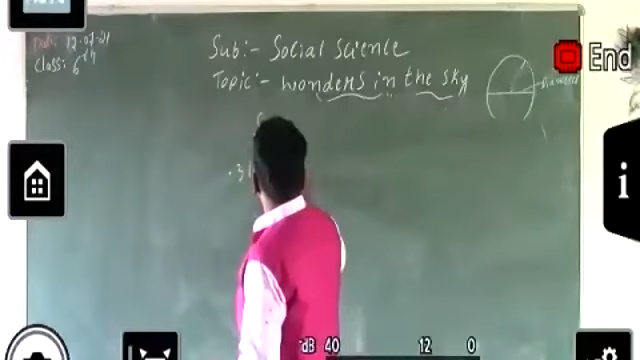 Date: 12.07.21
Class: 6th
Sub:- Social Science
Topic:- Wonders in the sky
diameter
End
i
dB 40 12 0